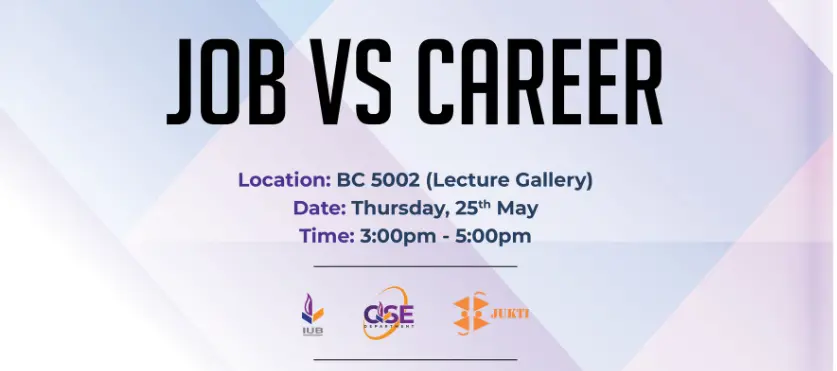 JOB VS CAREER
Location: BC 5002 (Lecture Gallery)
Date: Thursday, 25th May
Time: 3:00pm - 5:00pm
IUB
CSE
DEPARTMENT
JUKTI